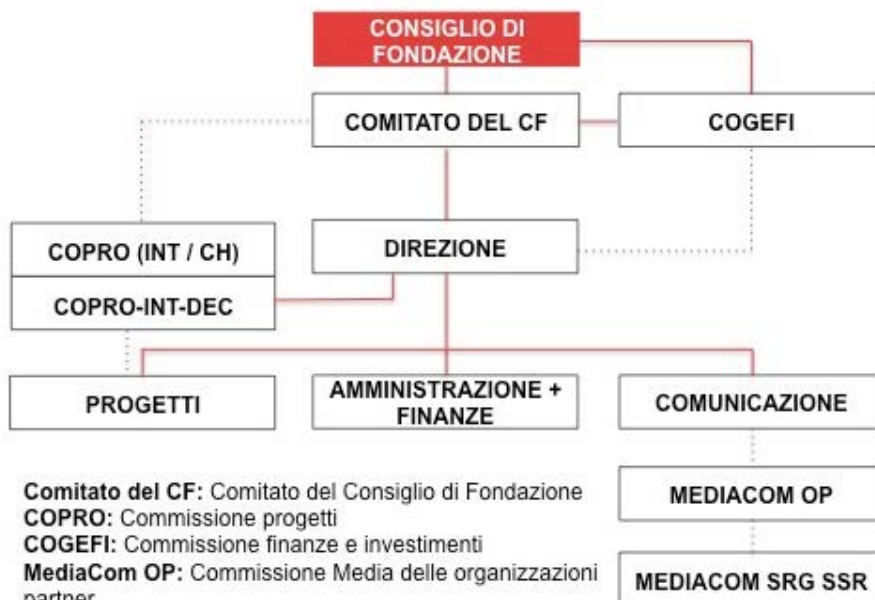 CONSIGLIO DI
FONDAZIONE
COMITATO DEL CF
COGEFI
COPRO (INT / CH)
DIREZIONE
COPRO-INT-DEC
PROGETTI
AMMINISTRAZIONE +
FINANZE
COMUNICAZIONE
MEDIACOM OP
MEDIACOM SRG SSR
Comitato del CF: Comitato del Consiglio di Fondazione
COPRO: Commissione progetti
COGEFI: Commissione finanze e investimenti
MediaCom OP: Commissione Media delle organizzazioni
partner